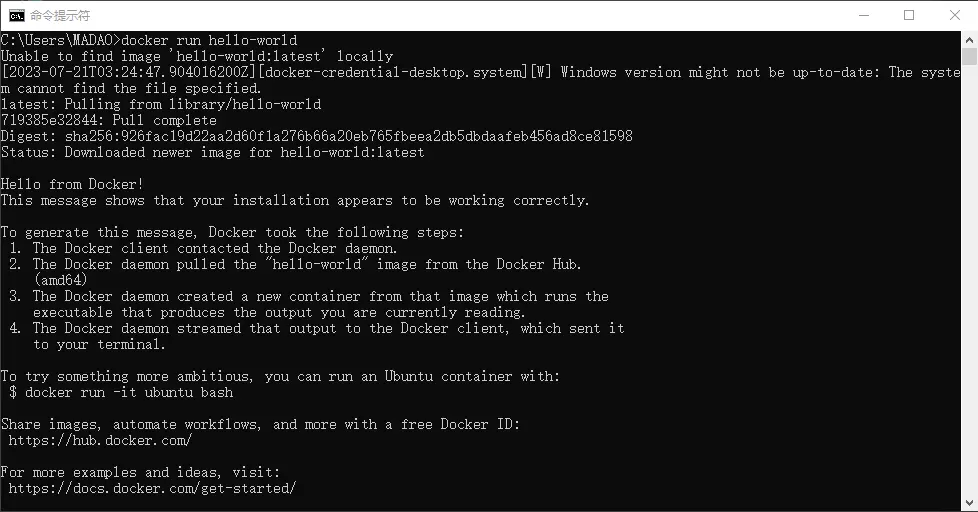 命令提示符
C:\Users\MADAO>docker run hello-world
Unable to find image 'hello-world:latest' locally
[2023-07-21T03:24:47.904016200Z][docker-credential-desktop.system][W] Windows version might not be up-to-date: The syste
m cannot find the file specified.
latest: Pulling from library/hello-world
719385e32844: Pull complete
Digest: sha256:926fac19d22aa2d60f1a276b66a20eb765fbeea2db5dbdaafeb456ad8ce81598
Status: Downloaded newer image for hello-world:latest
Hello from Docker!
This message shows that your installation appears to be working correctly.
To generate this message, Docker took the following steps:
1. The Docker client contacted the Docker daemon.
2. The Docker daemon pulled the "hello-world" image from the Docker Hub.
(amd64)
3. The Docker daemon created a new container from that image which runs the
executable that produces the output you are currently reading.
4. The Docker daemon streamed that output to the Docker client, which sent it
to your terminal.
To try something more ambitious, you can run an Ubuntu container with:
$ docker run -it ubuntu bash
Share images, automate workflows, and more with a free Docker ID:
https://hub.docker.com/
For more examples and ideas, visit:
https://docs.docker.com/get-started/